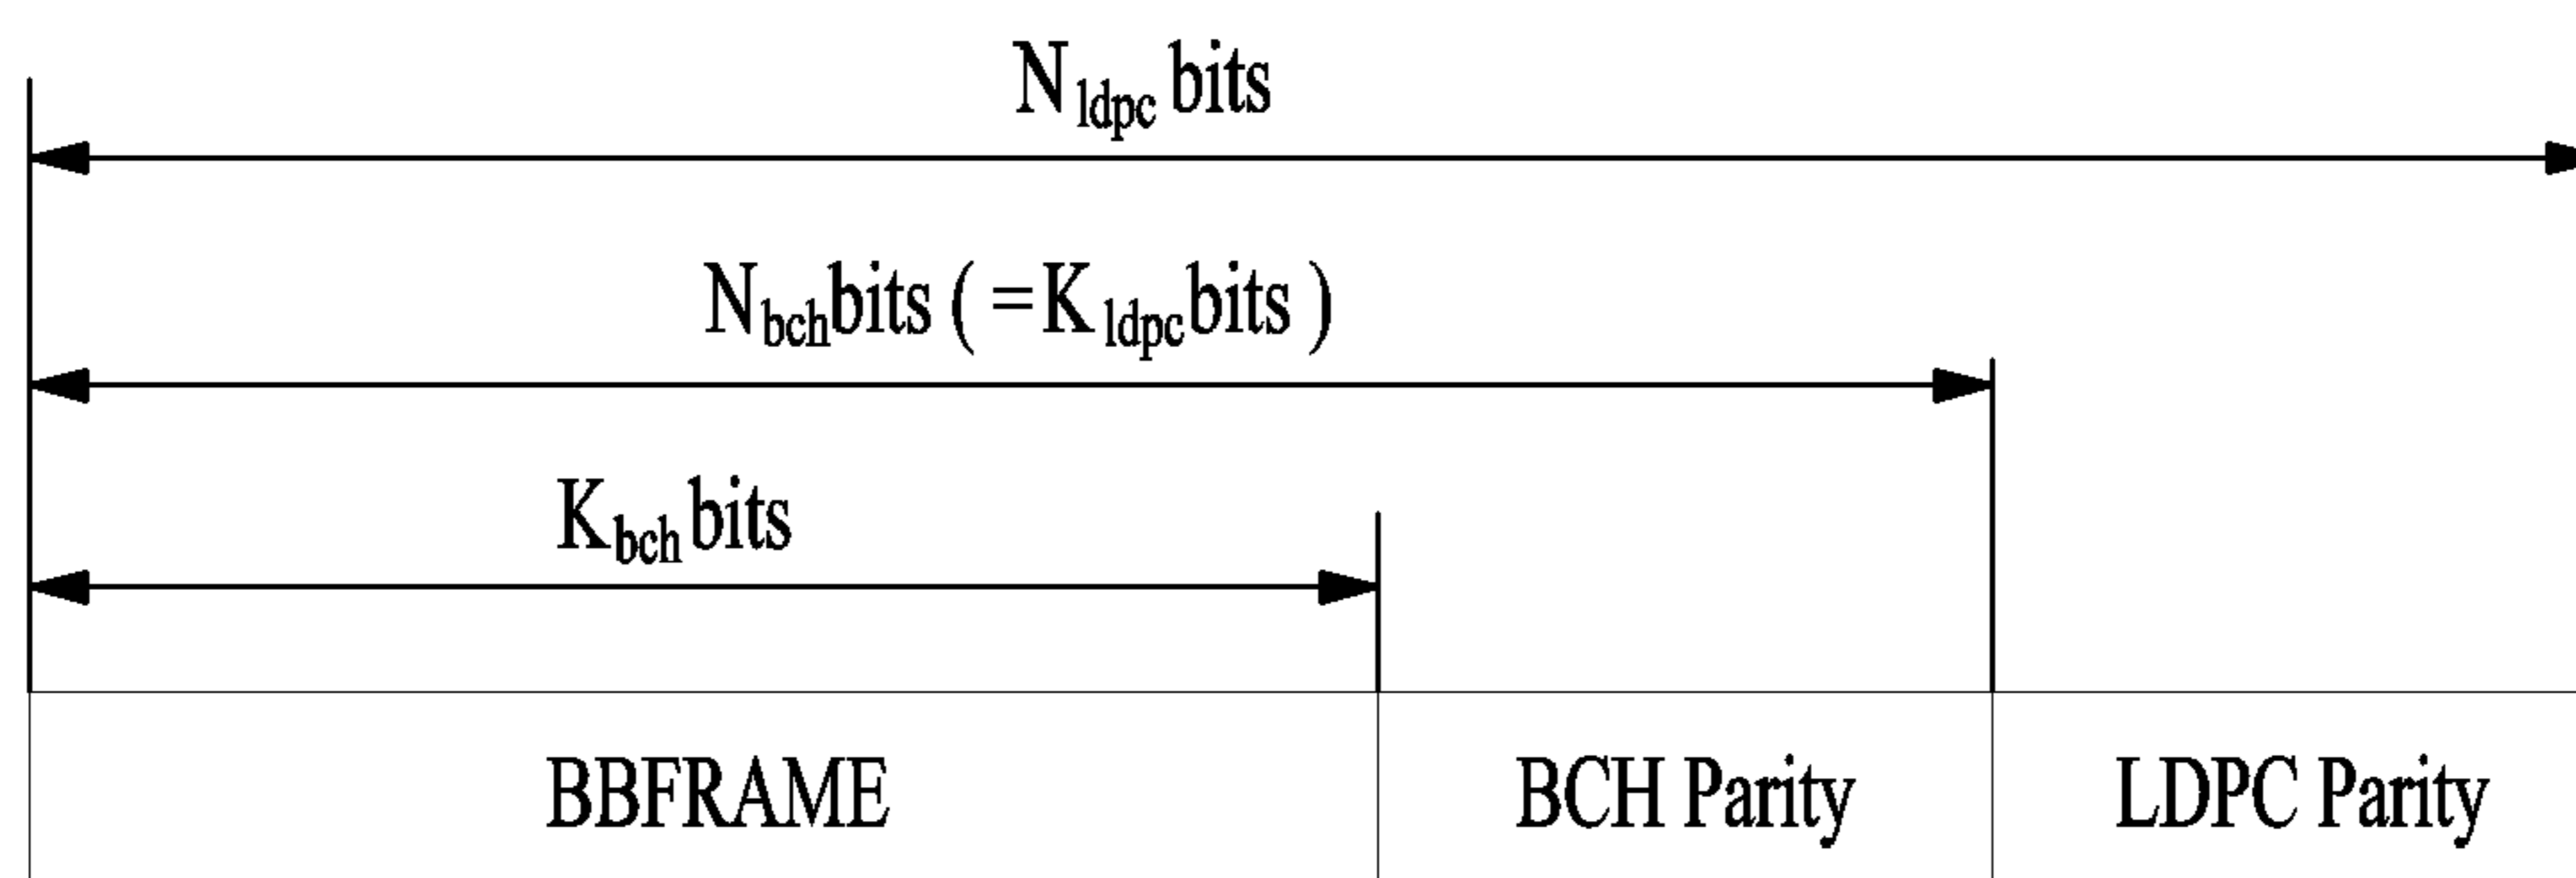 N ldpc bits
N bch bits ( = K ldpc bits )
K bch bits
BBFRAME BCH Parity LDPC Parity